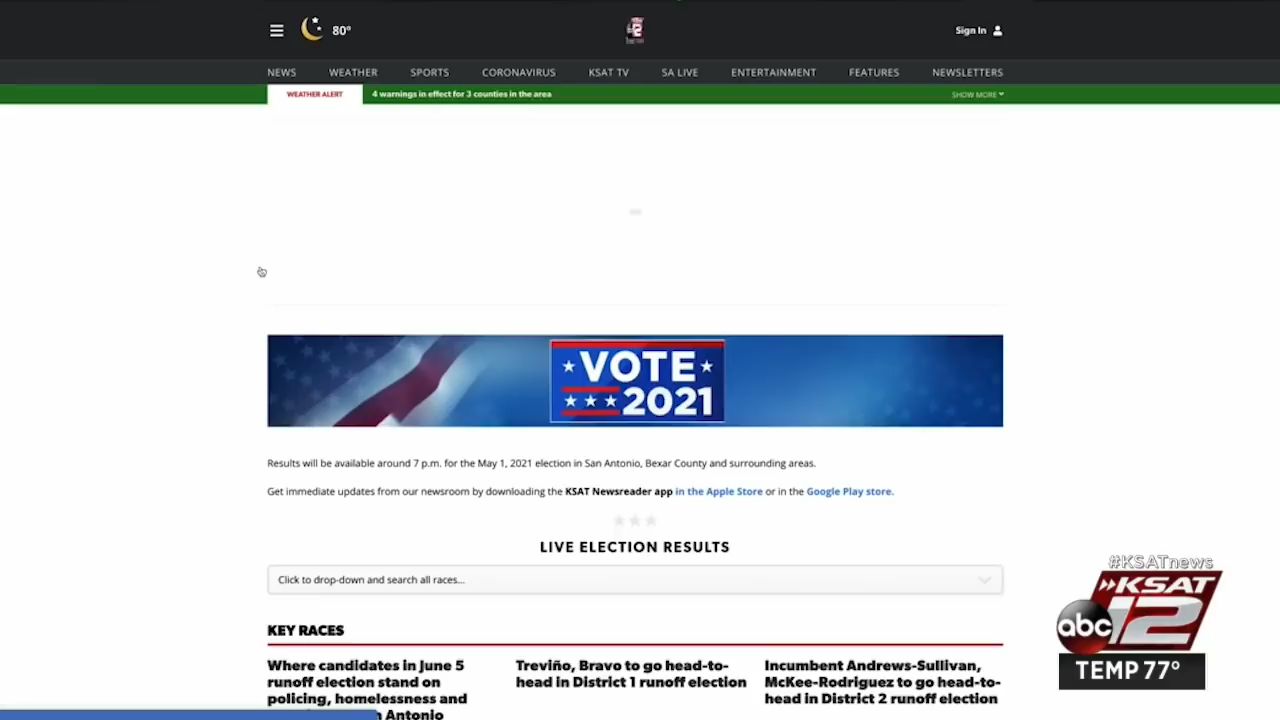 80°
Sign In
NEWS WEATHER SPORTS CORONAVIRUS KSAT TV SA LIVE ENTERTAINMENT FEATURES NEWSLETTERS
WEATHER ALERT 4 warnings in effect for 3 counties in the area SHOW MORE
VOTE
2021
Results will be available around 7 p.m. for the May 1, 2021 election in San Antonio, Bexar County and surrounding areas.
Get immediate updates from our newsroom by downloading the KSAT Newsreader app in the Apple Store or in the Google Play store.
LIVE ELECTION RESULTS
Click to drop-down and search all races...
KEY RACES
Where candidates in June 5
runoff election stand on
policing, homelessness and
Antonio
Treviño, Bravo to go head-to-
head in District 1 runoff election
Incumbent Andrews-Sullivan,
McKee-Rodriguez to go head-to-
head in District 2 runoff election
#KSATnews
KSAT
abc 12
TEMP 77°